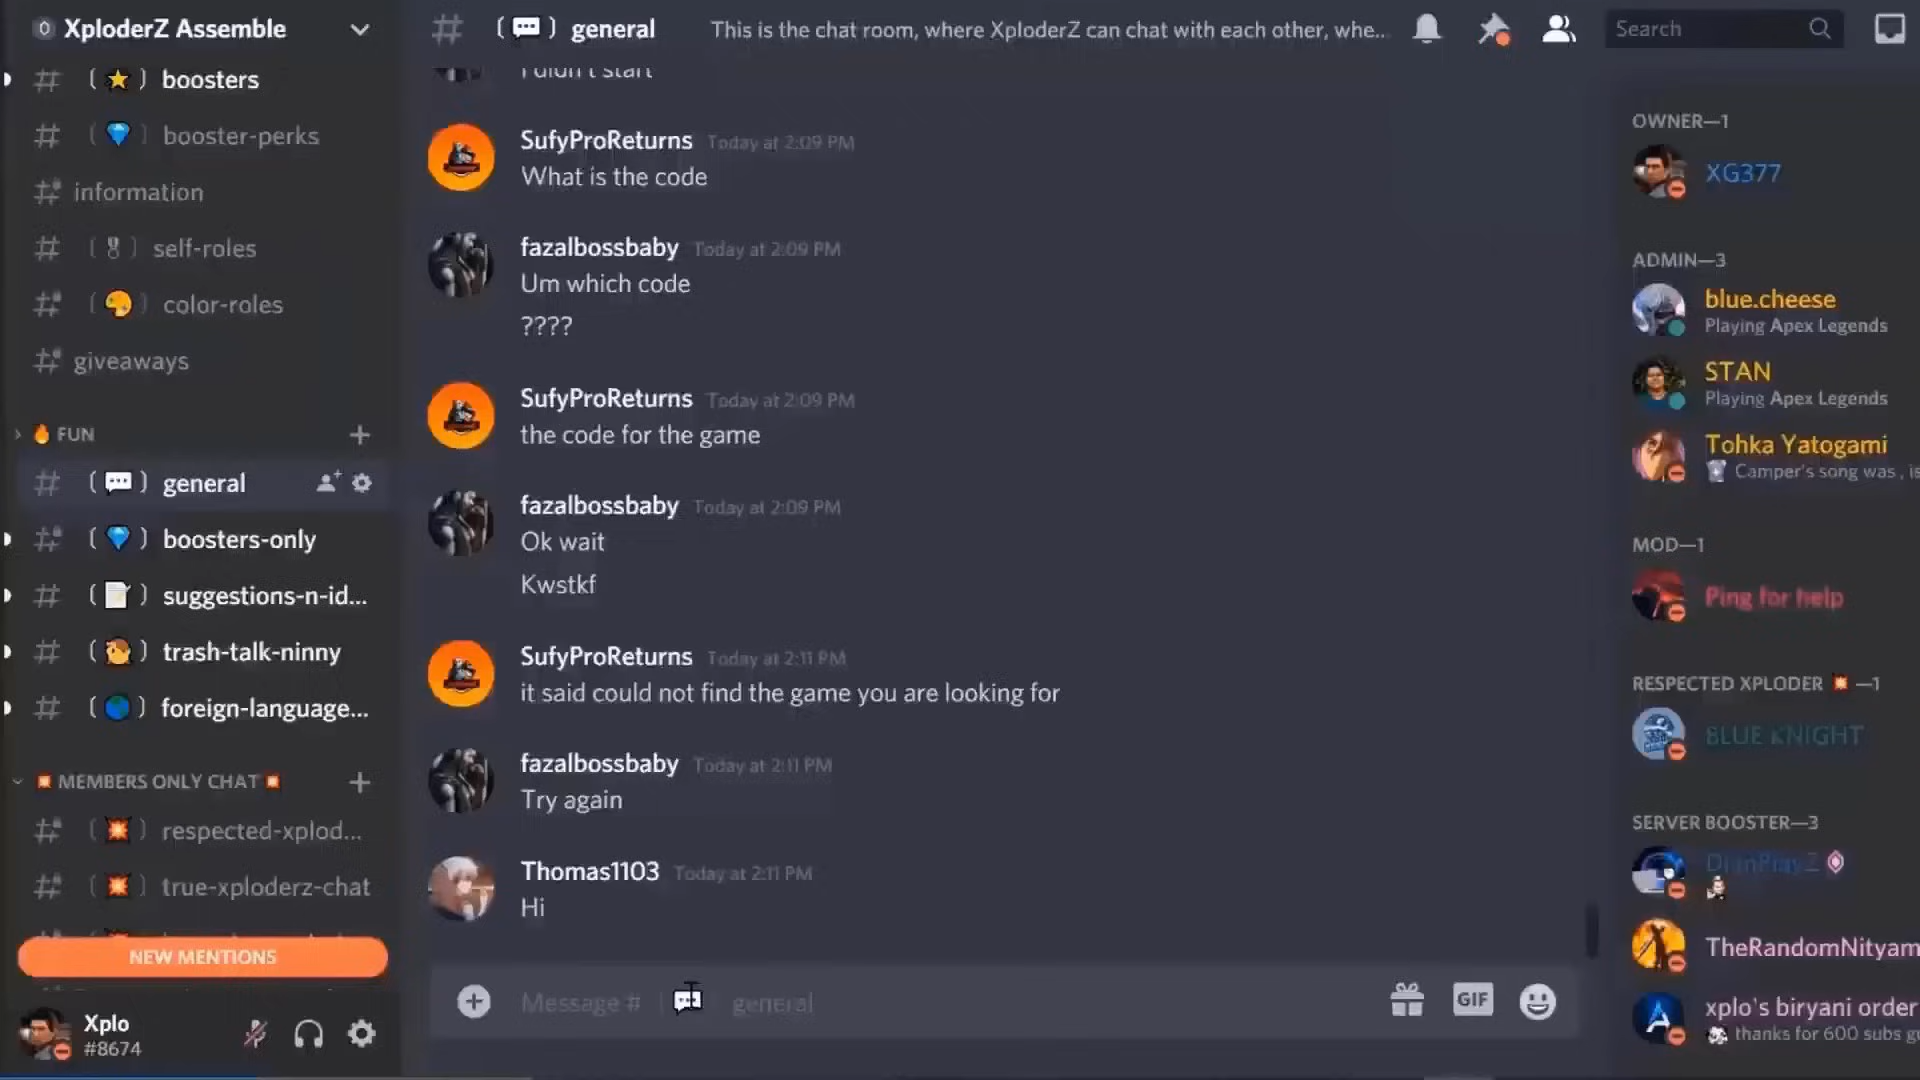 XploderZ Assemble
boosters
booster-perks
information
self-roles
color-roles
giveaways
FUN
general
boosters-only
suggestions-n-id...
trash-talk-ninny
foreign-language...
MEMBERS ONLY CHAT
respected-xplod...
true-xploderz-chat
NEW MENTIONS
Xplo
#8674
general
This is the chat room, where XploderZ can chat with each other, whe...
Search
I didn't start
SufyProReturns Today at 2:09 PM
What is the code
fazalbossbaby Today at 2:09 PM
Um which code
????
SufyProReturns Today at 2:09 PM
the code for the game
fazalbossbaby Today at 2:09 PM
Ok wait
Kwstkf
SufyProReturns Today at 2:11 PM
it said could not find the game you are looking for
fazalbossbaby Today at 2:11 PM
Try again
Thomas1103 Today at 2:11 PM
Hi
Message # general
GIF
OWNER—1
XG377
ADMIN—3
blue.cheese
Playing Apex Legends
STAN
Playing Apex Legends
Tohka Yatogami
Camper's song was , is
MOD—1
Ping for help
RESPECTED XPLODER —1
BLUE KNIGHT
SERVER BOOSTER—3
TheRandomNityam
xplo's biryani order
thanks for 600 subs gu